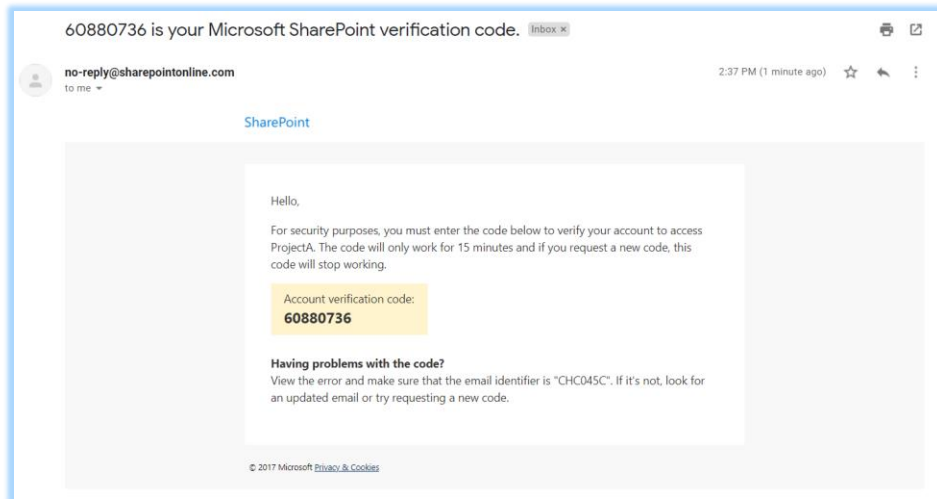 60880736 is your Microsoft SharePoint verification code. Inbox ×
no-reply@sharepointonline.com
2:37 PM (1 minute ago)
to me
SharePoint
Hello,
For security purposes, you must enter the code below to verify your account to access
ProjectA. The code will only work for 15 minutes and if you request a new code, this
code will stop working.
Account verification code:
60880736
Having problems with the code?
View the error and make sure that the email identifier is "CHC045C". If it's not, look for
an updated email or try requesting a new code.
© 2017 Microsoft Privacy & Cookies